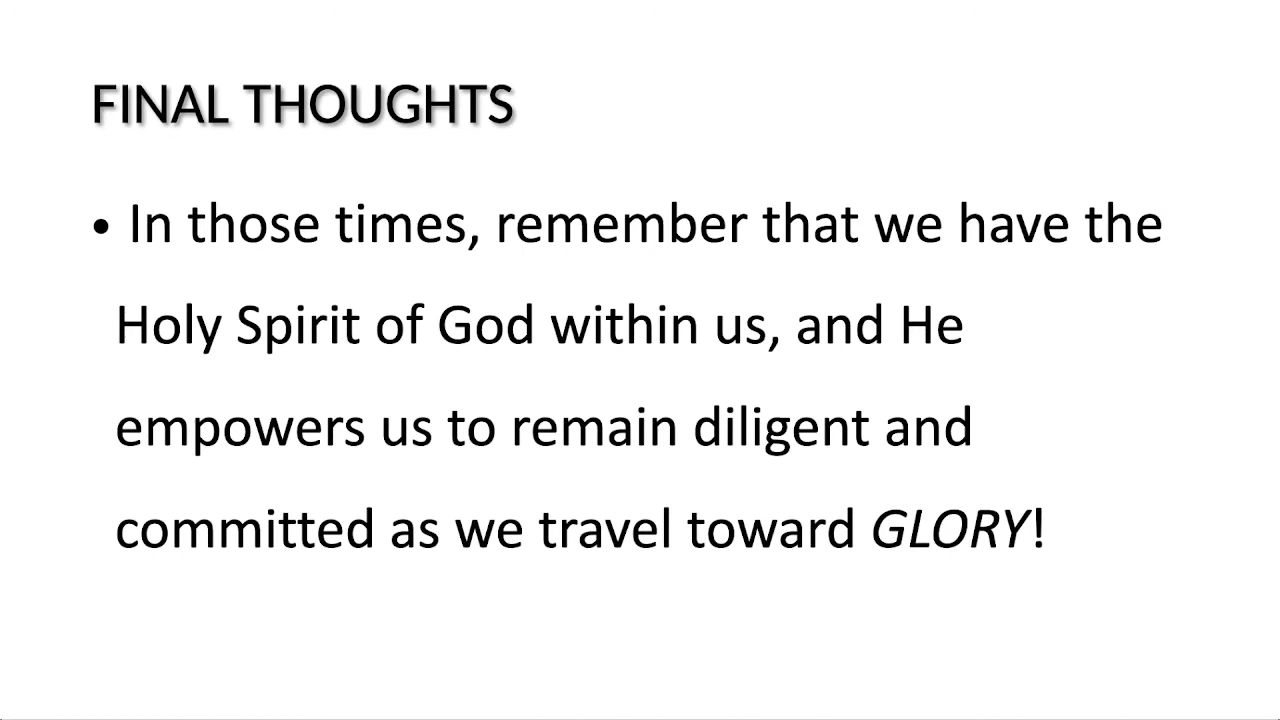 FINAL THOUGHTS
• In those times, remember that we have the
Holy Spirit of God within us, and He
empowers us to remain diligent and
committed as we travel toward GLORY!